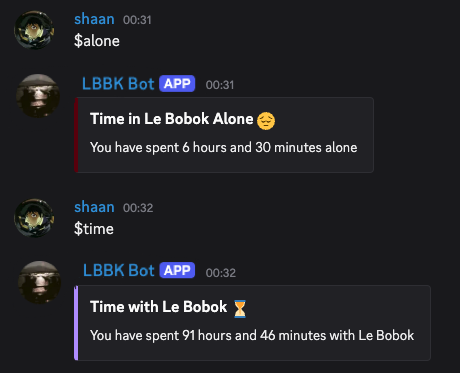 shaan 00:31
$alone
LBBK Bot APP 00:31
Time in Le Bobok Alone 😔
You have spent 6 hours and 30 minutes alone
shaan 00:32
$time
LBBK Bot APP 00:32
Time with Le Bobok ⏳
You have spent 91 hours and 46 minutes with Le Bobok